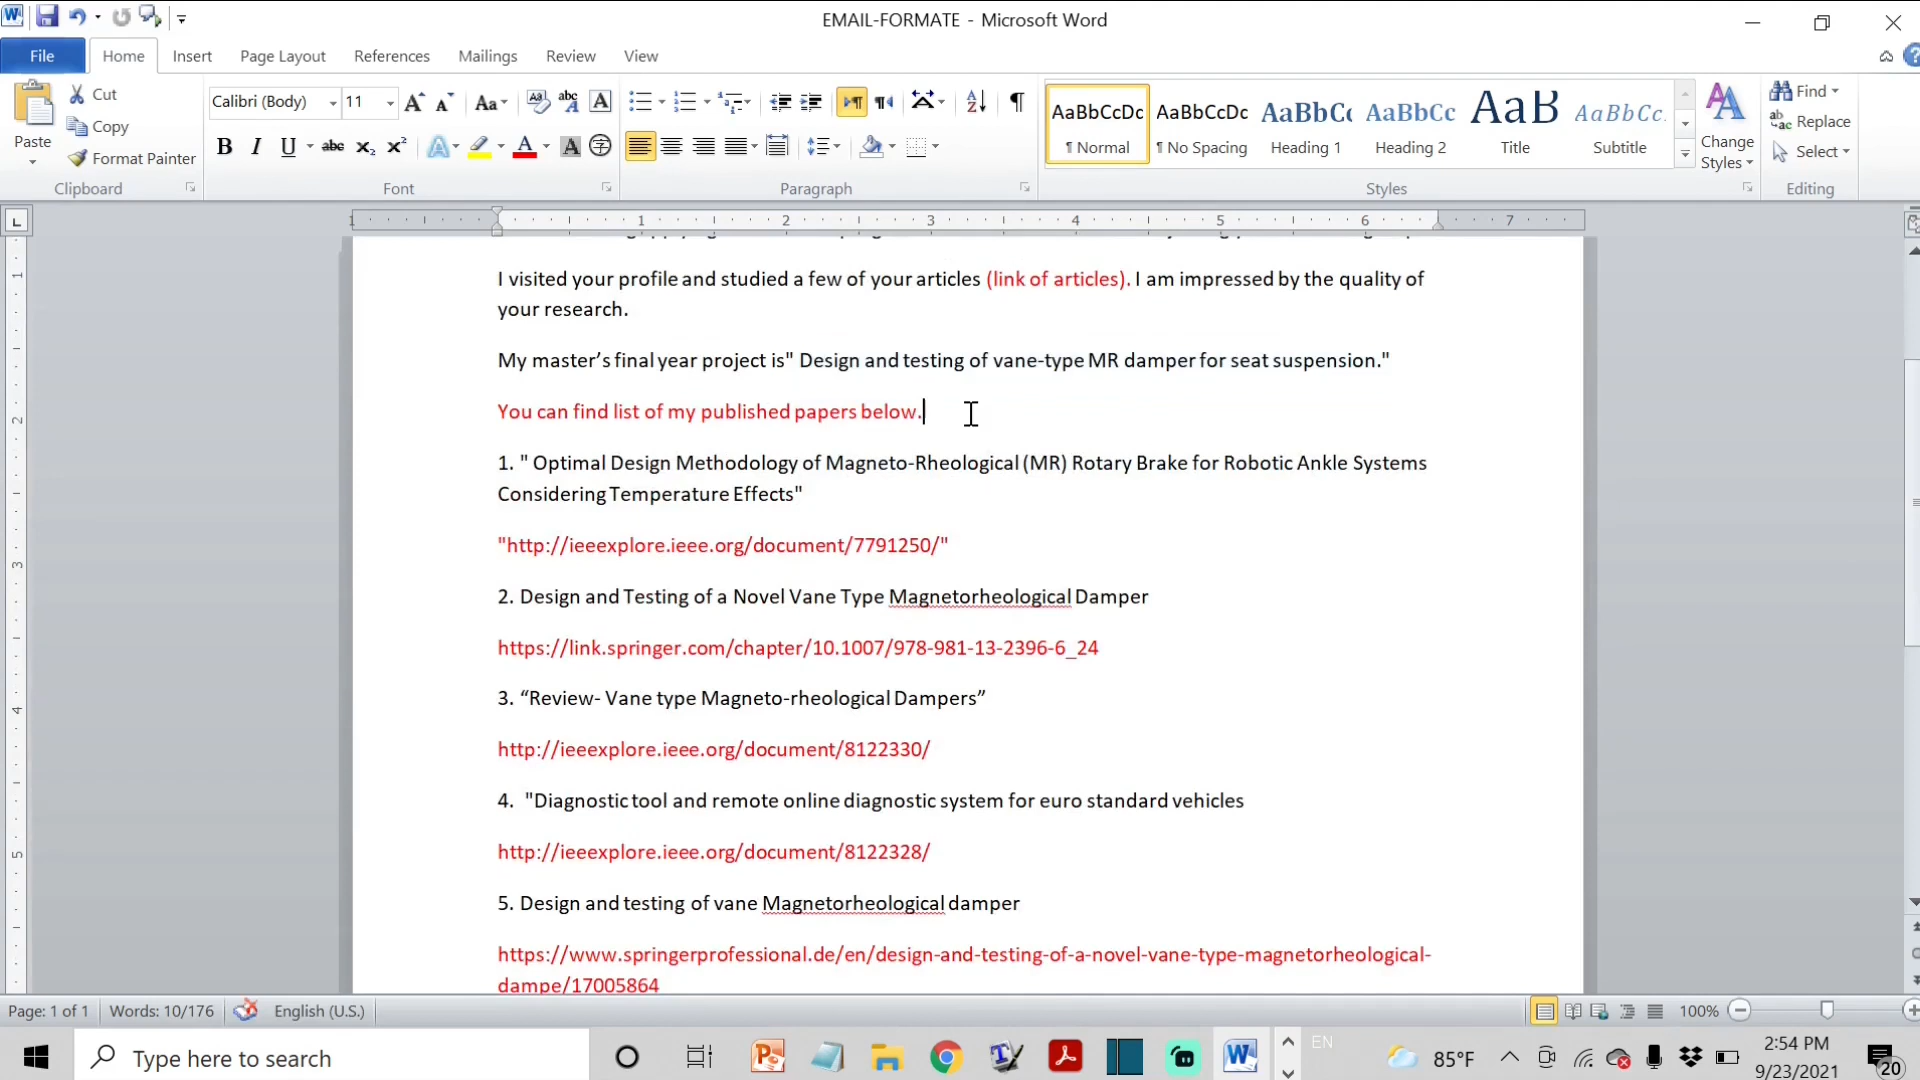 EMAIL-FORMATE - Microsoft Word
File Home Insert Page Layout References Mailings Review View
Paste
Cut
Copy
Format Painter
Clipboard
Calibri (Body) 11
Font
Paragraph
AaBbCcDc AaBbCcDc AaBbCc AaBbCc AaB AaBbCc.
¶ Normal ¶ No Spacing Heading 1 Heading 2 Title Subtitle
Change Styles
Styles
Find
Replace
Select
Editing
1 1 2 3 4 5 6 7
I visited your profile and studied a few of your articles (link of articles). I am impressed by the quality of
your research.
My master’s final year project is" Design and testing of vane-type MR damper for seat suspension."
You can find list of my published papers below.
1. " Optimal Design Methodology of Magneto-Rheological (MR) Rotary Brake for Robotic Ankle Systems
Considering Temperature Effects"
"http://ieeexplore.ieee.org/document/7791250/"
2. Design and Testing of a Novel Vane Type Magnetorheological Damper
https://link.springer.com/chapter/10.1007/978-981-13-2396-6_24
3. “Review- Vane type Magneto-rheological Dampers”
http://ieeexplore.ieee.org/document/8122330/
4. "Diagnostic tool and remote online diagnostic system for euro standard vehicles
http://ieeexplore.ieee.org/document/8122328/
5. Design and testing of vane Magnetorheological damper
https://www.springerprofessional.de/en/design-and-testing-of-a-novel-vane-type-magnetorheological-
dampe/17005864
Page: 1 of 1 Words: 10/176 English (U.S.) 100%
Type here to search
EN
85°F
2:54 PM
9/23/2021
20